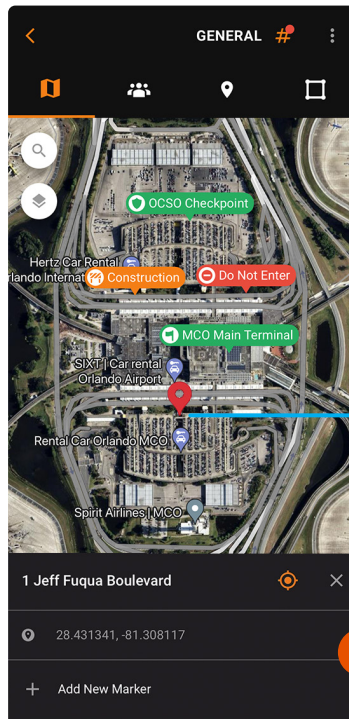 GENERAL #
OCSO Checkpoint
Hertz Car Rental
rlando Internat
Construction
Do Not Enter
MCO Main Terminal
SIXT | Car rental
Orlando Airport
Rental Car Orlando MCO
Spirit Airlines | MCO
1 Jeff Fuqua Boulevard
28.431341, -81.308117
+ Add New Marker